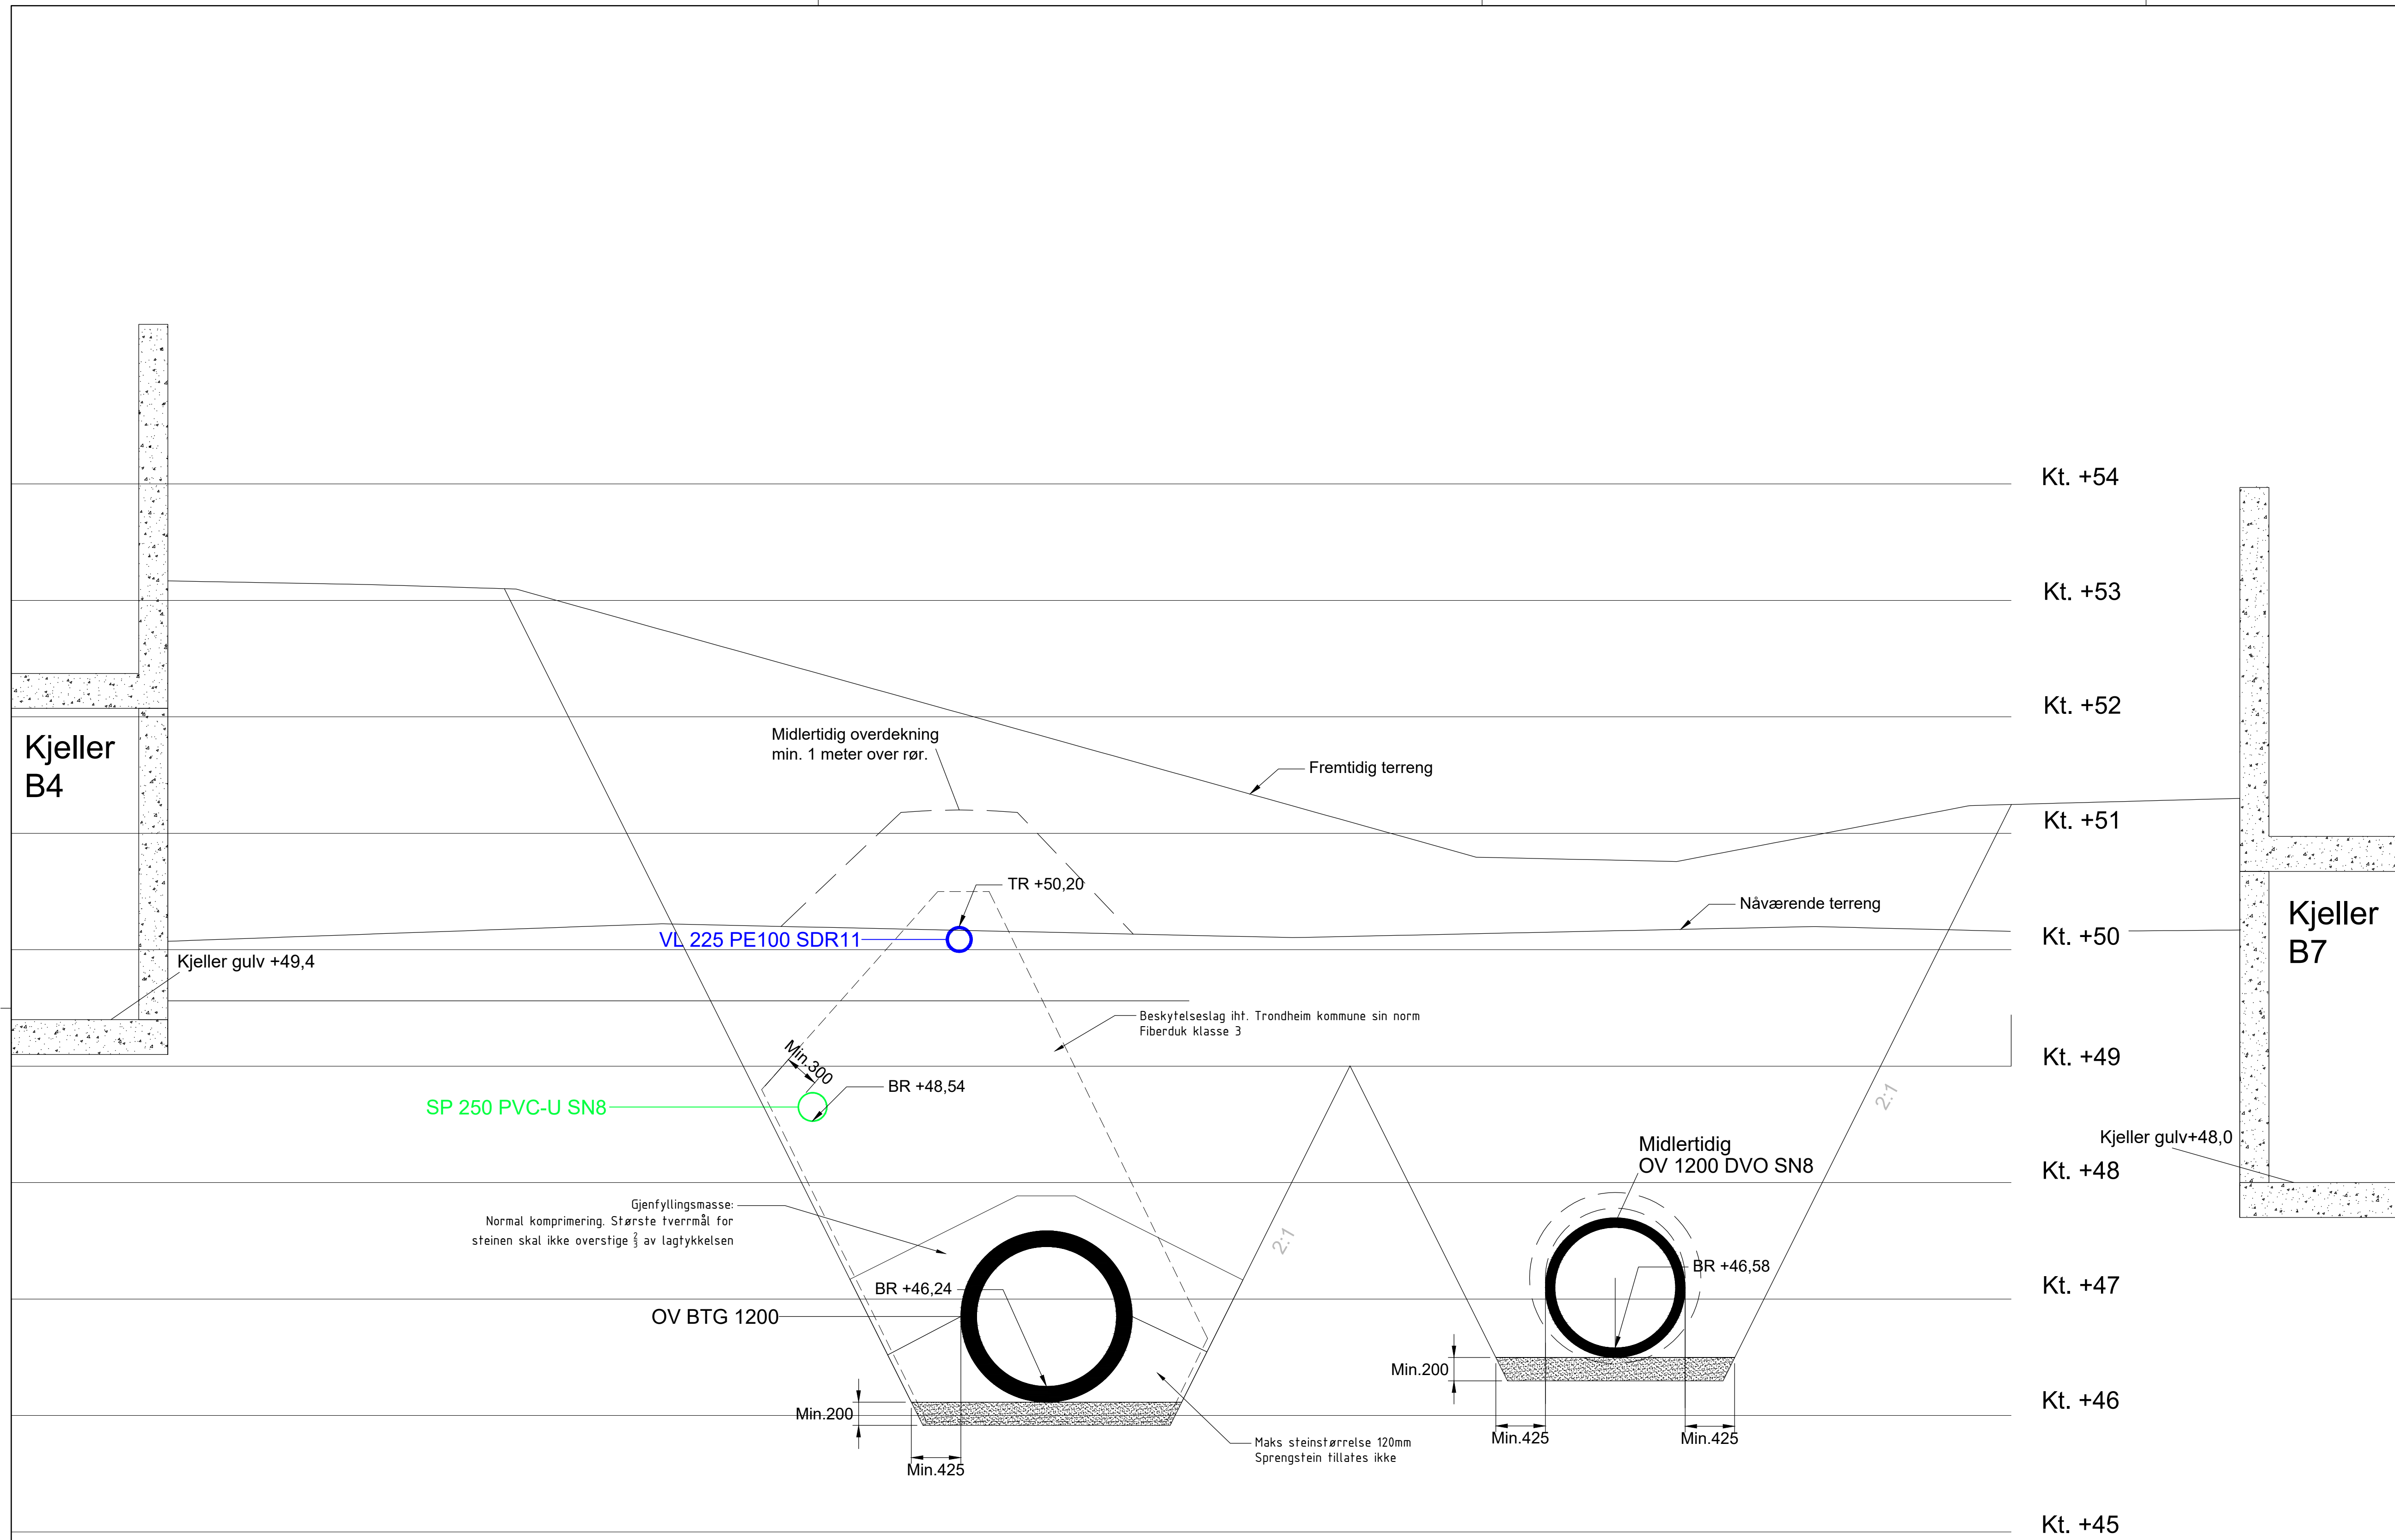 Kt. +54
Kt. +53
Kt. +52
Kjeller
B4
Midlertidig overdekning
min. 1 meter over rør.
Fremtidig terreng
Kt. +51
TR +50,20
Nåværende terreng
Kjeller
B7
VL 225 PE100 SDR11
Kt. +50
Kjeller gulv +49,4
Beskyttelseslag iht. Trondheim kommune sin norm
Fiberduk klasse 3
Min.300
Kt. +49
BR +48,54
SP 250 PVC-U SN8
2:1
Midlertidig
OV 1200 DVO SN8
Kjeller gulv+48,0
Kt. +48
Gjenfyllingsmasse:
Normal komprimering. Største tverrmål for
steinen skal ikke overstige 2/3 av lagtykkelsen
2:1
BR +46,24
BR +46,58
Kt. +47
OV BTG 1200
Min.200
Min.200
Kt. +46
Min.425
Min.425
Min.425
Maks steinstørrelse 120mm
Sprengstein tillates ikke
Kt. +45